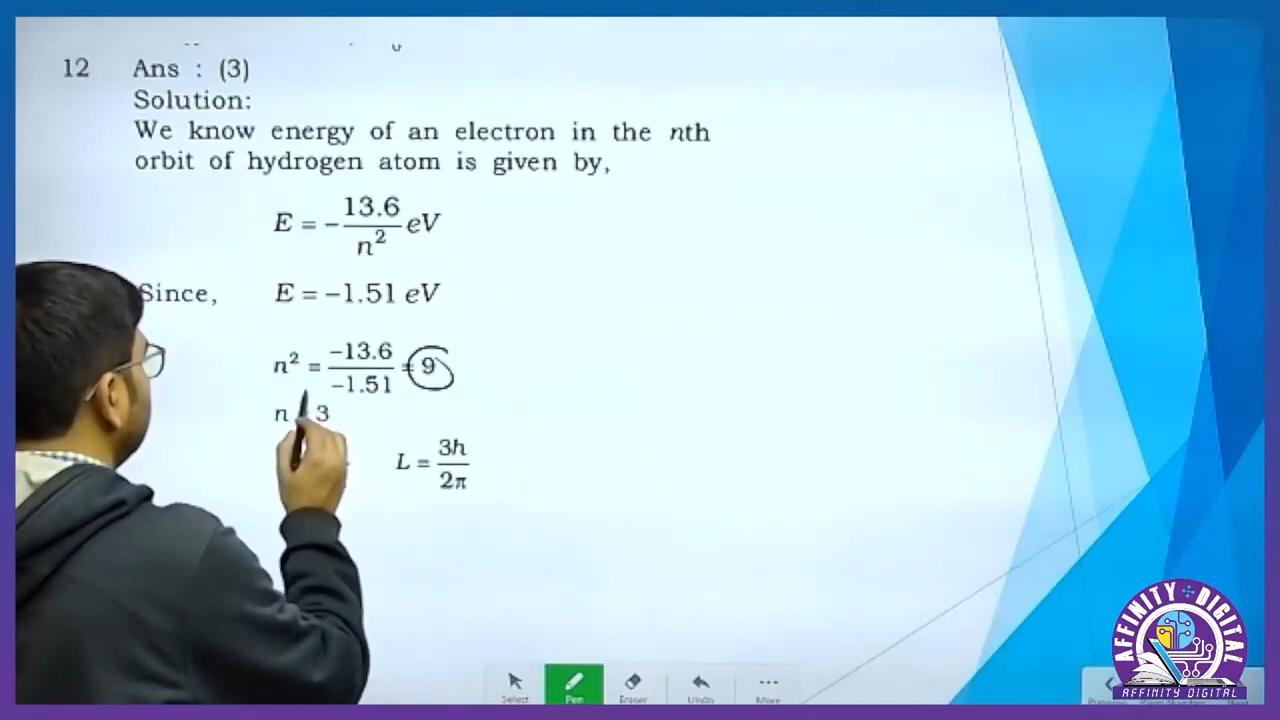 12 Ans : (3)
Solution:
We know energy of an electron in the nth
orbit of hydrogen atom is given by,
E = −13.6/n² eV
Since, E = −1.51 eV
n² = −13.6/−1.51 = 9
n 3
L = 3h/2π
Select Pen Eraser Undo More
AFFINITY DIGITAL
AFFINITY DIGITAL